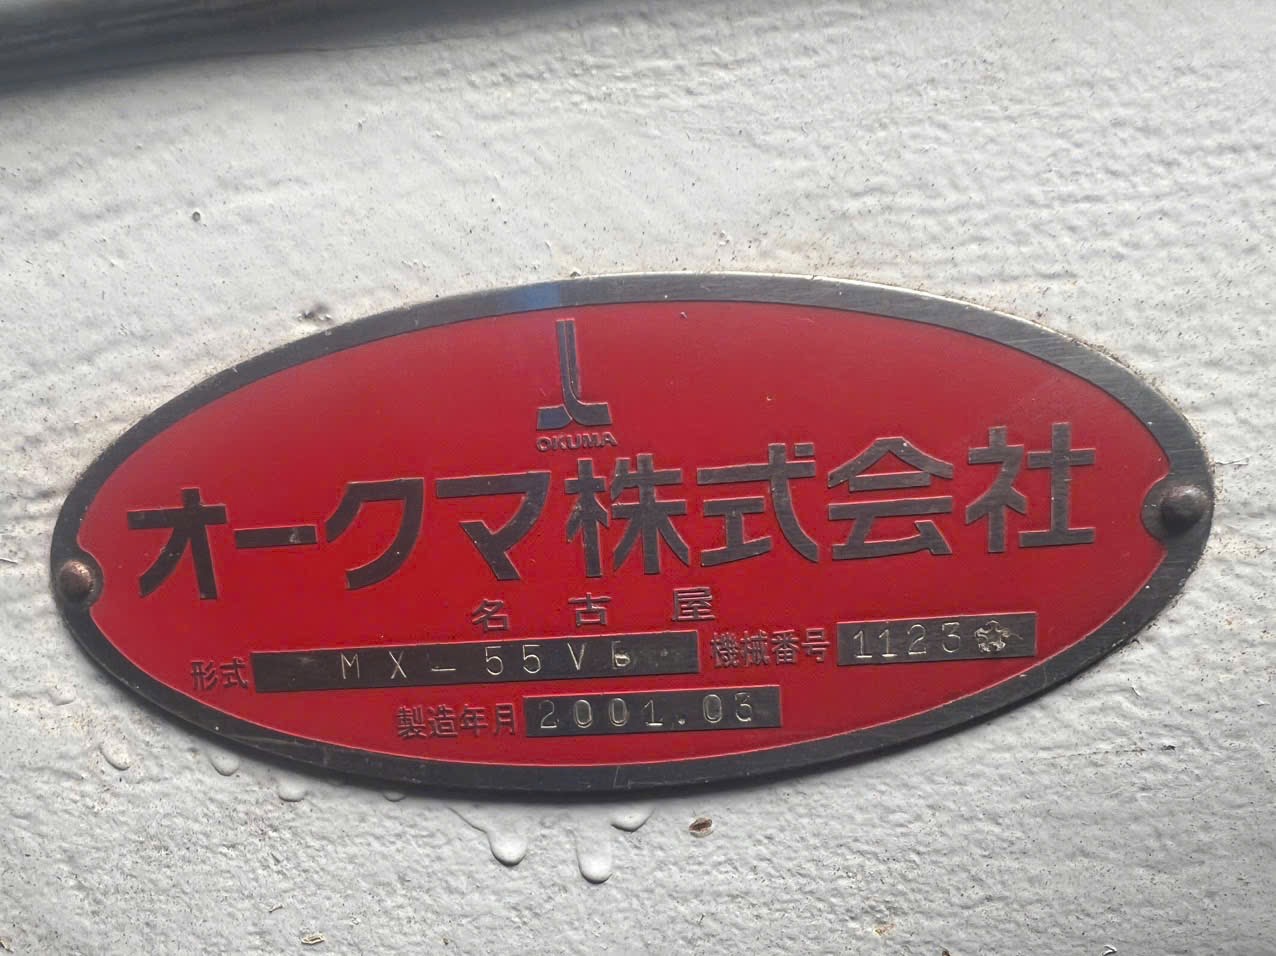 OKUMA
オークマ株式会社
名古屋
形式 MX-55VB 機械番号 1123
製造年月 2001.03